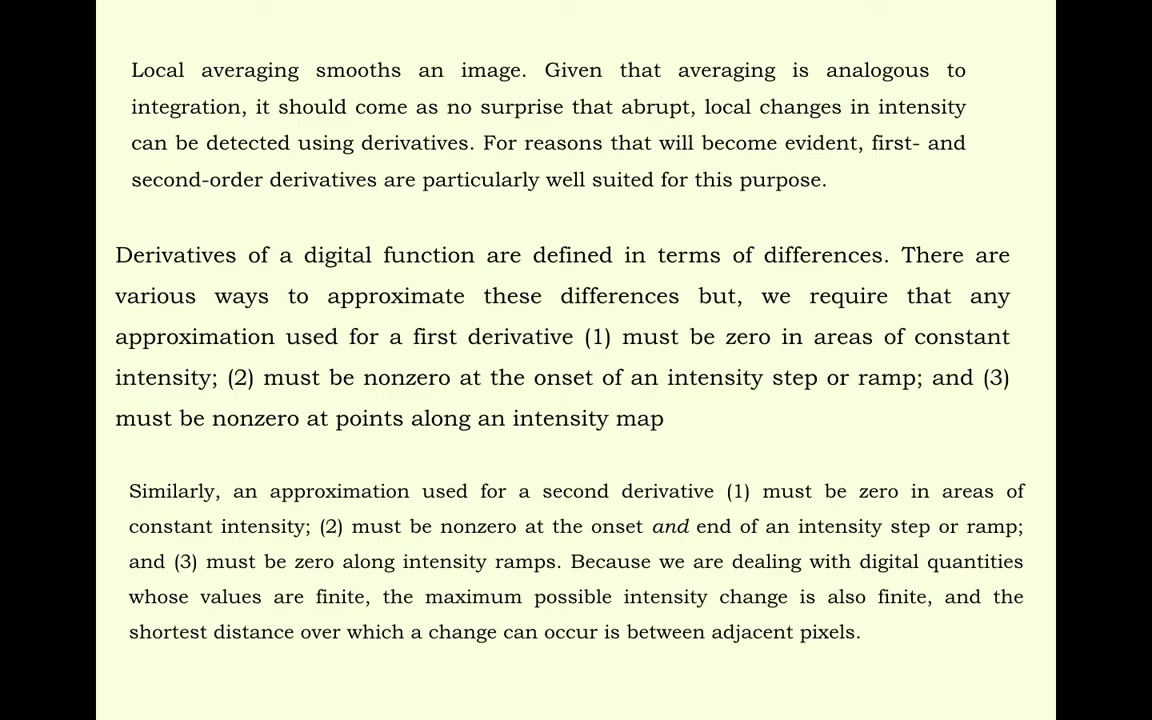 Local averaging smooths an image. Given that averaging is analogous to
integration, it should come as no surprise that abrupt, local changes in intensity
can be detected using derivatives. For reasons that will become evident, first- and
second-order derivatives are particularly well suited for this purpose.
Derivatives of a digital function are defined in terms of differences. There are
various ways to approximate these differences but, we require that any
approximation used for a first derivative (1) must be zero in areas of constant
intensity; (2) must be nonzero at the onset of an intensity step or ramp; and (3)
must be nonzero at points along an intensity map
Similarly, an approximation used for a second derivative (1) must be zero in areas of
constant intensity; (2) must be nonzero at the onset and end of an intensity step or ramp;
and (3) must be zero along intensity ramps. Because we are dealing with digital quantities
whose values are finite, the maximum possible intensity change is also finite, and the
shortest distance over which a change can occur is between adjacent pixels.